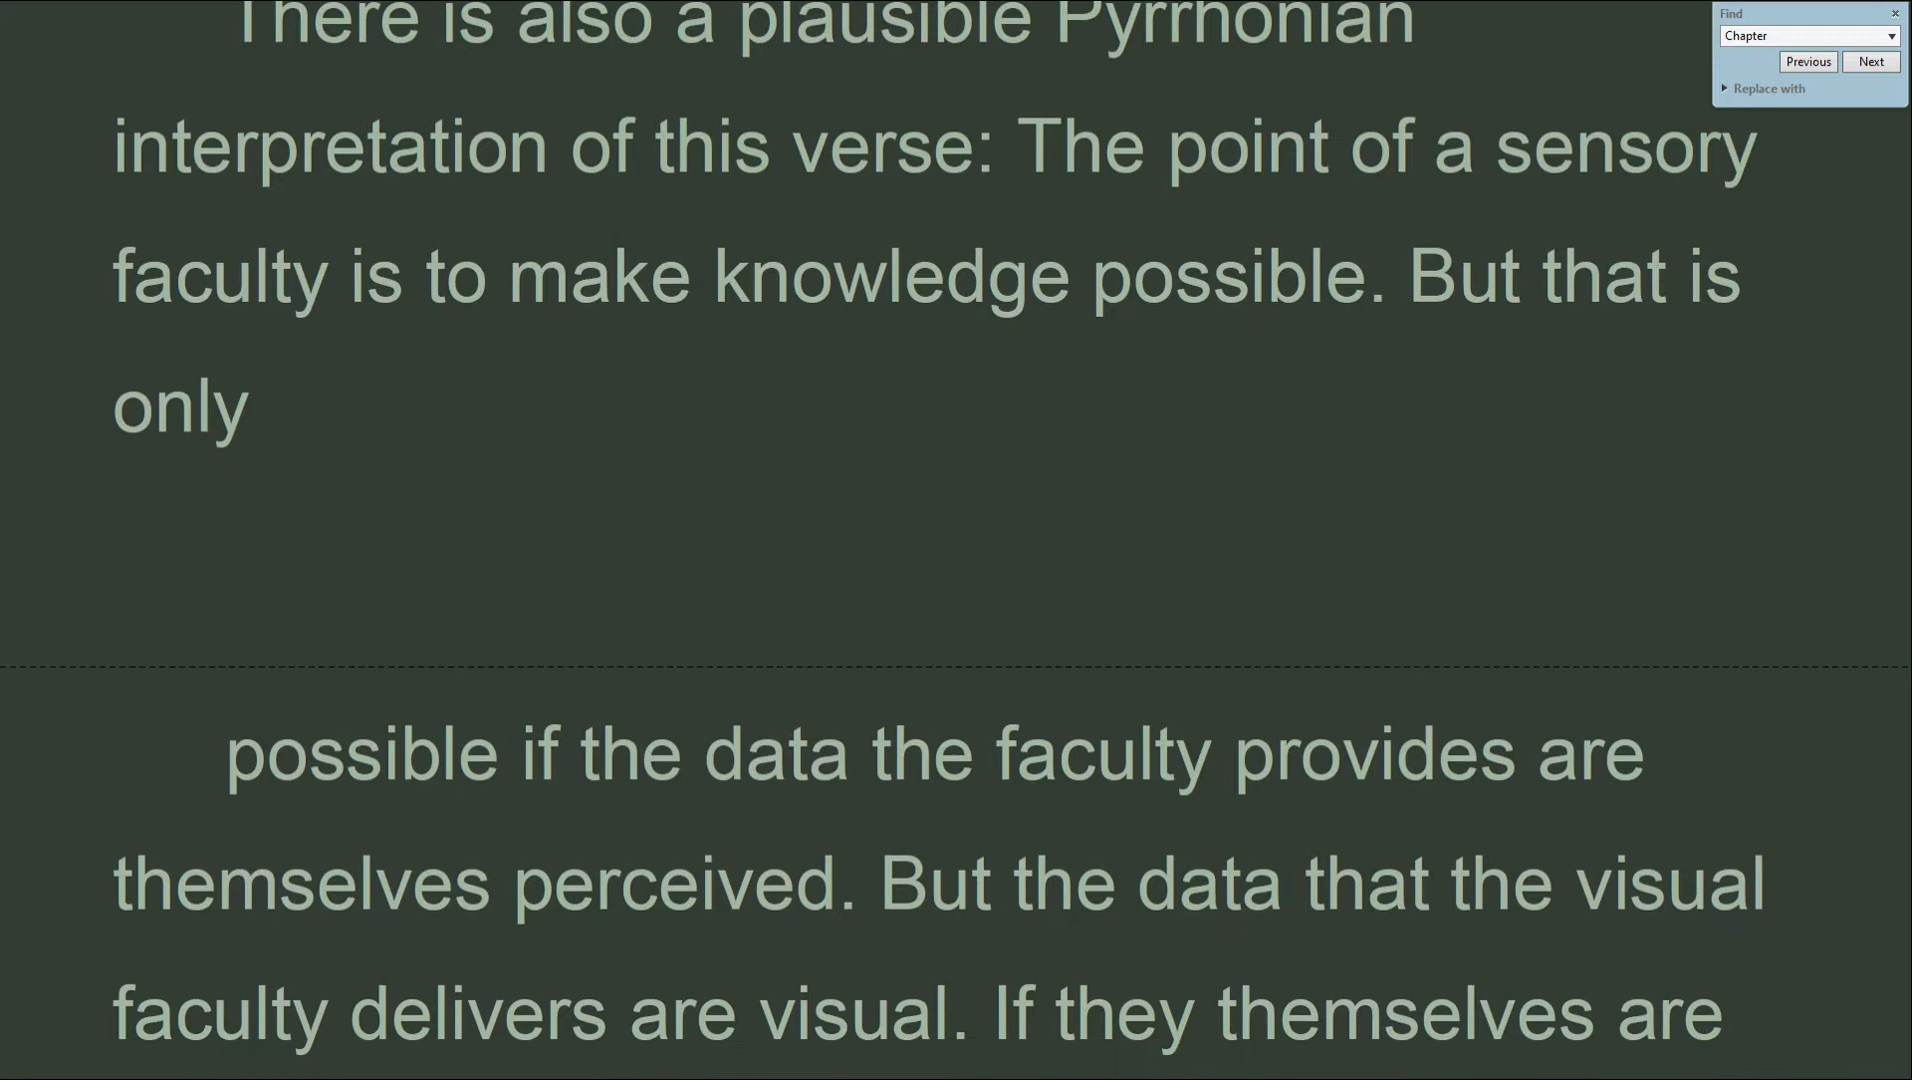 There is also a plausible Pyrrhonian
interpretation of this verse: The point of a sensory
faculty is to make knowledge possible. But that is
only
possible if the data the faculty provides are
themselves perceived. But the data that the visual
faculty delivers are visual. If they themselves are
Find
Chapter
Previous Next
Replace with